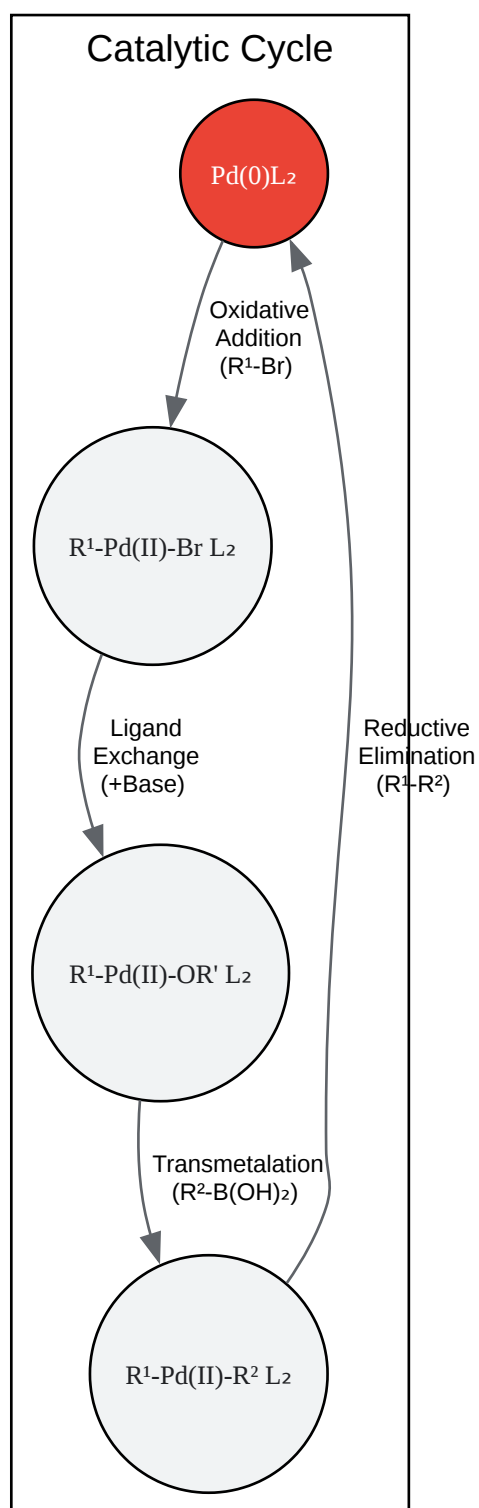 Catalytic Cycle
Pd(0)L₂
Oxidative
Addition
(R¹-Br)
R¹-Pd(II)-Br L₂
Ligand
Exchange
(+Base)
Reductive
Elimination
(R¹-R²)
R¹-Pd(II)-OR' L₂
Transmetalation
(R²-B(OH)₂)
R¹-Pd(II)-R² L₂